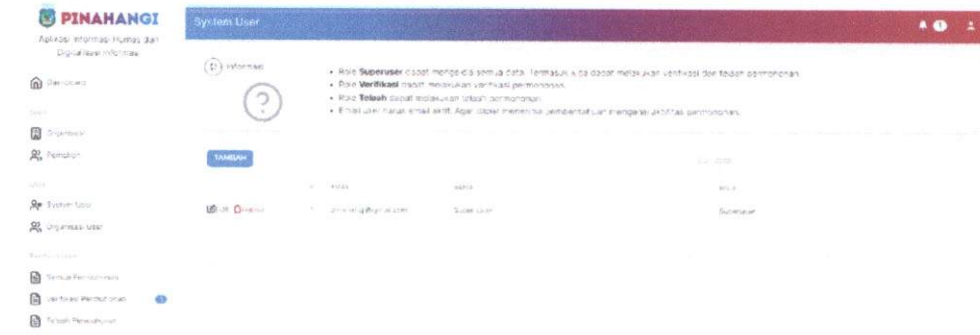 PINAHANGI
Aplikasi Informasi Humas dan
Digitalisasi Informasi
Dashboard
Organisasi
Pemohon
User
System User
Organisasi User
Permohonan
Semua Permohonan
Verifikasi Permohonan
Telaah Permohonan
System User
1
Informasi
Role Superuser dapat mengelola semua data. Termasuk juga dapat melakukan verifikasi dan telaah permohonan.
Role Verifikasi dapat melakukan verifikasi permohonan.
Role Telaah dapat melakukan telaah permohonan.
Email user harus email aktif. Agar dapat menerima pemberitahuan mengenai aktifitas permohonan.
TAMBAH
Edit
Super user
Superuser